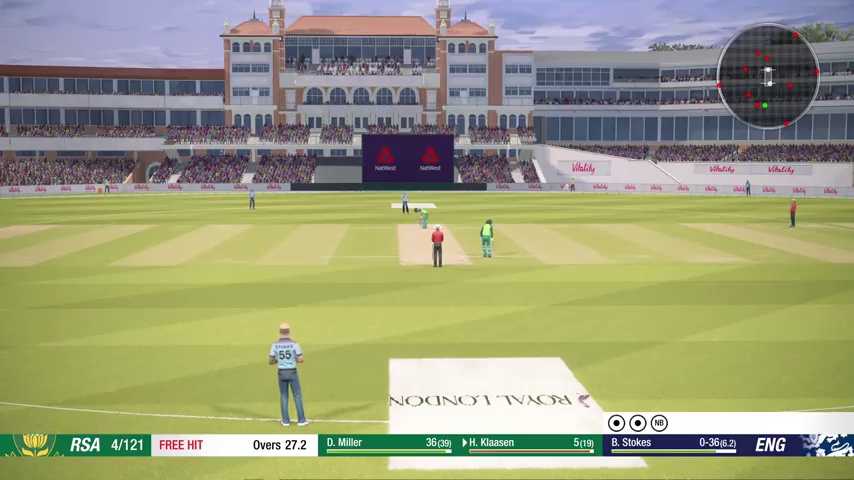 NatWest NatWest
Vitality
Vitality Vitality
STOKES
55
ROYAL LONDON
NB
RSA 4/121 FREE HIT Overs 27.2 D. Miller 36(39) H. Klaasen 5(19) B. Stokes 0-36(6.2) ENG